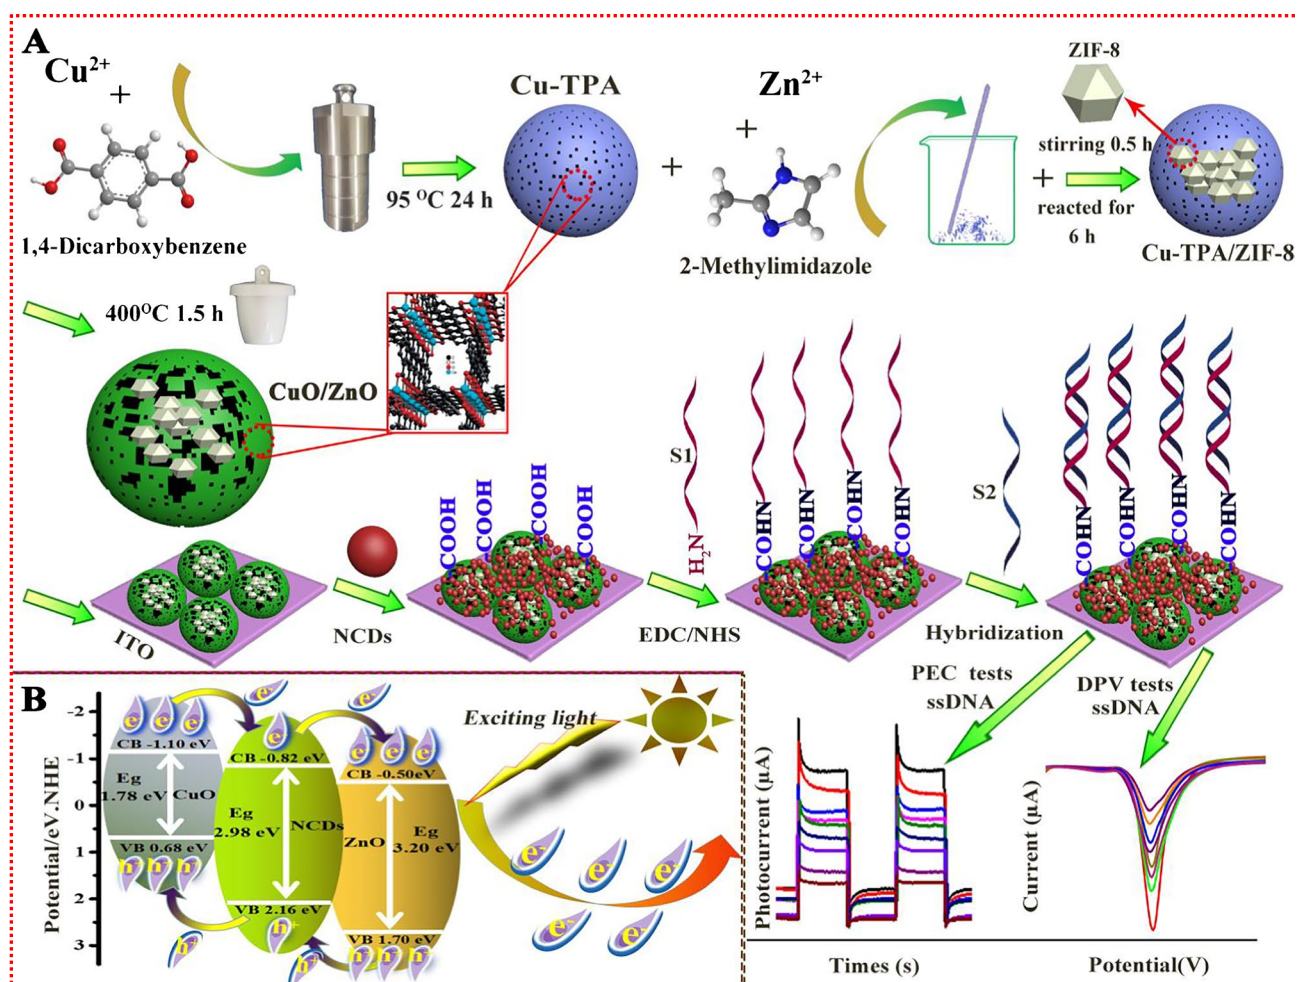 A
Cu2+
+
1,4-Dicarboxybenzene
95 OC 24 h
Cu-TPA
+
Zn2+
+
2-Methylimidazole
+
ZIF-8
stirring 0.5 h
reacted for
6 h
Cu-TPA/ZIF-8
400OC 1.5 h
CuO/ZnO
ITO
NCDs
COOH
COOH
COOH
COOH
S1
H2N
EDC/NHS
COHN
COHN
COHN
COHN
S2
Hybridization
COHN
COHN
COHN
COHN
PEC tests
ssDNA
DPV tests
ssDNA
Photocurrent (μA)
Times (s)
Current (μA)
Potential(V)
B
Potential/eV.NHE
-2
-1
0
1
2
3
e-
e-
e-
CB -1.10 eV
Eg
1.78 eV
CuO
VB 0.68 eV
h+
h+
h+
e-
e-
CB -0.82 eV
Eg
2.98 eV
NCDs
VB 2.16 eV
h+
h+
e-
e-
e-
e-
CB -0.50eV
ZnO
Eg
3.20 eV
VB 1.70 eV
h+
h+
h+
h+
Exciting light
e-
e-
e-
e-
e-